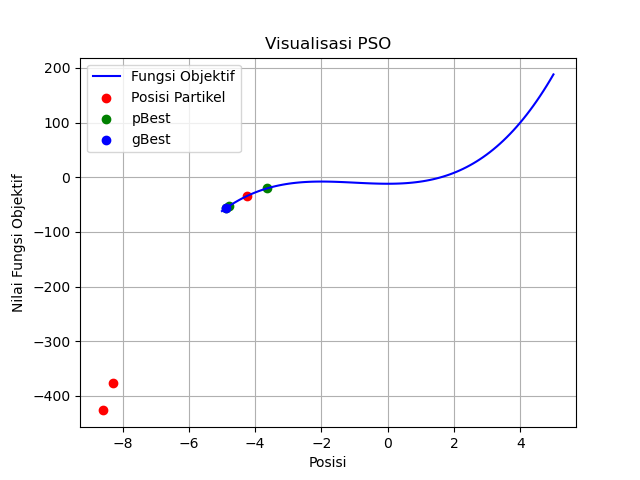 Visualisasi PSO
Fungsi Objektif
Posisi Partikel
pBest
gBest
200
100
0
−100
−200
−300
−400
Nilai Fungsi Objektif
−8
−6
−4
−2
0
2
4
Posisi